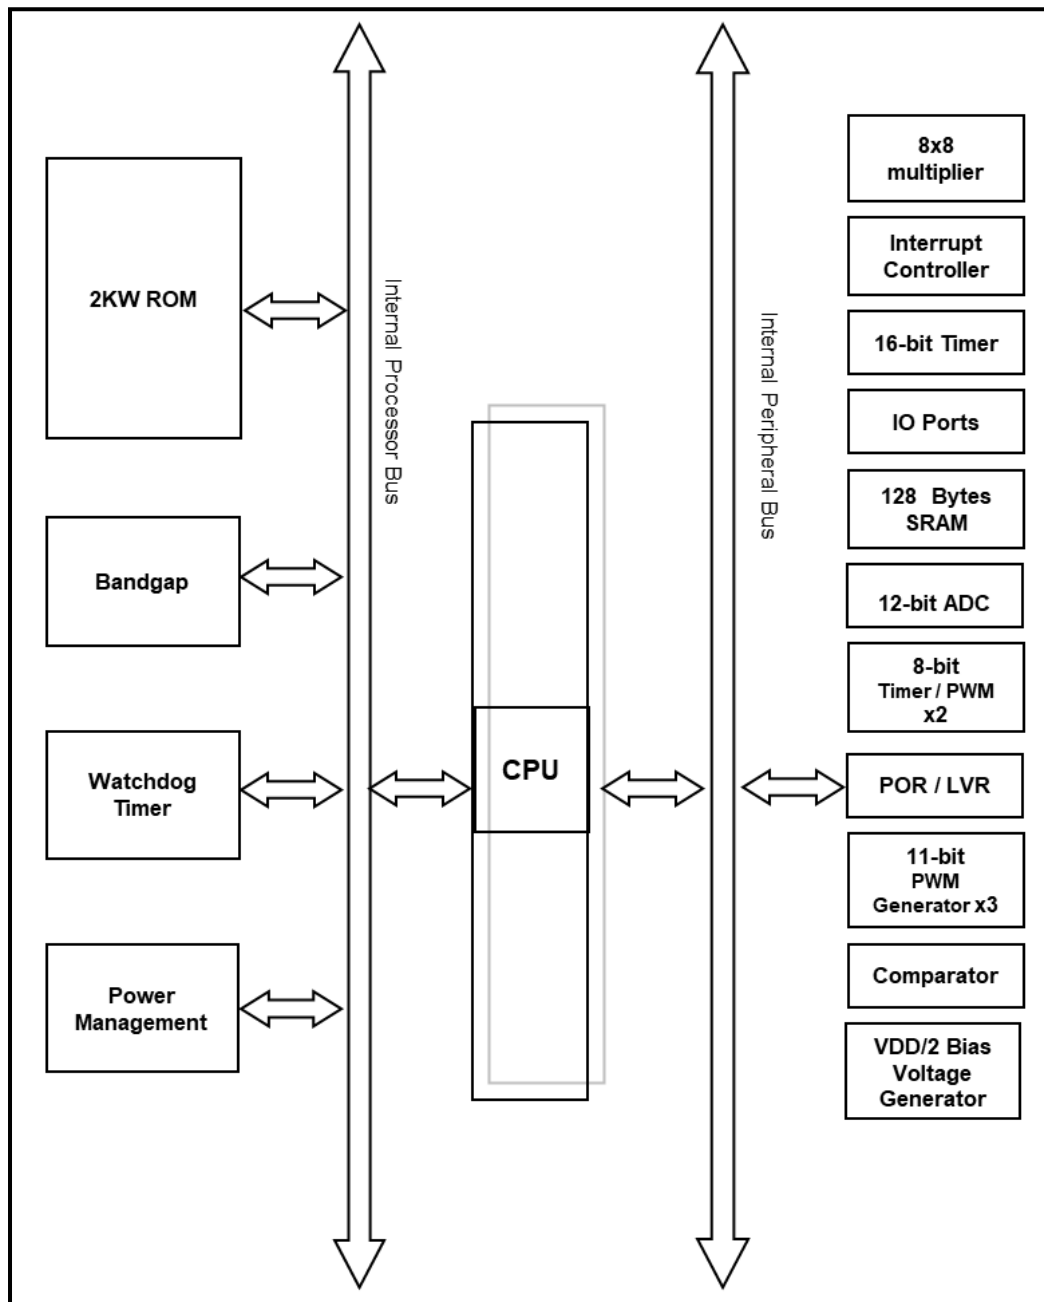 2KW ROM
Bandgap
Watchdog
Timer
Power
Management
Internal Processor Bus
CPU
Internal Peripheral Bus
8x8
multiplier
Interrupt
Controller
16-bit Timer
IO Ports
128 Bytes
SRAM
12-bit ADC
8-bit
Timer / PWM
x2
POR / LVR
11-bit
PWM
Generator x3
Comparator
VDD/2 Bias
Voltage
Generator